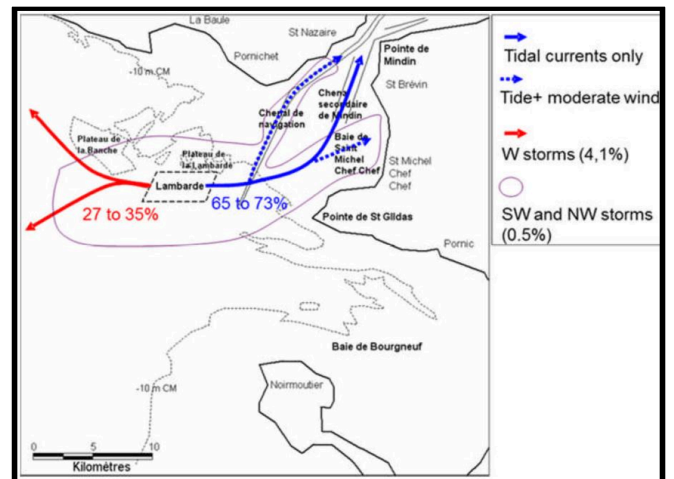 La Baule
St Nazaire
Pornichet
Pointe de
Mindin
-10 m CM
St Brévin
Chenal
secondaire
de Mindin
Chenal de
navigation
Baie de
Saint
Michel
Chef Chef
Plateau de
la Banche
Plateau de
la Lambarde
St Michel
Chef
Chef
Lambarde
27 to 35%
65 to 73%
Pointe de St Gildas
Pornic
Baie de Bourgneuf
-10 m CM
Noirmoutier
0 5 10
Kilométres
Tidal currents only
Tide+ moderate wind
W storms (4,1%)
SW and NW storms
(0.5%)